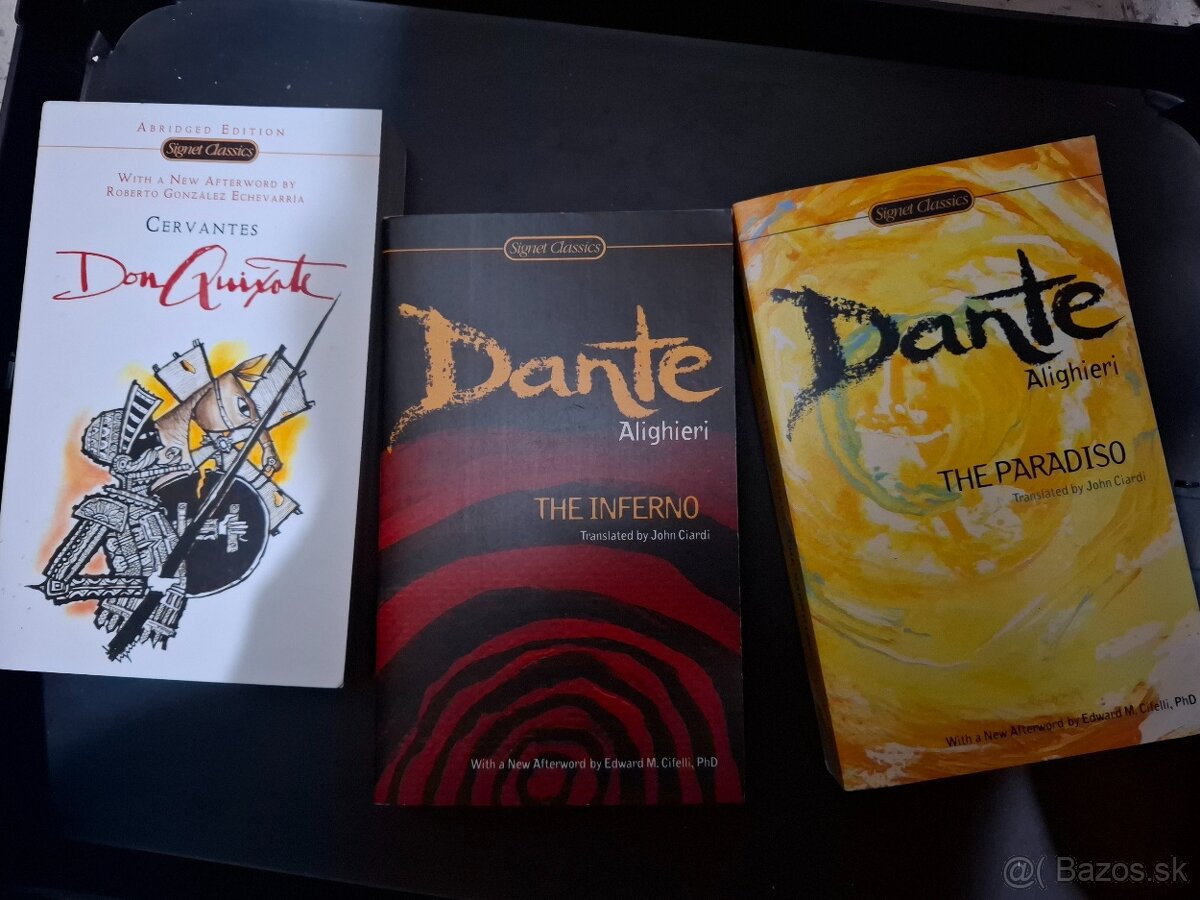 ABRIDGED EDITION
Signet Classics
WITH A NEW AFTERWORD BY
ROBERTO GONZÁLEZ ECHEVARRÍA
CERVANTES
Don Quixote
Signet Classics
Dante
Alighieri
THE INFERNO
Translated by John Ciardi
With a New Afterword by Edward M. Cifelli, PhD
Signet Classics
Dante
Alighieri
THE PARADISO
Translated by John Ciardi
With a New Afterword by Edward M. Cifelli, PhD
@( Bazos.sk